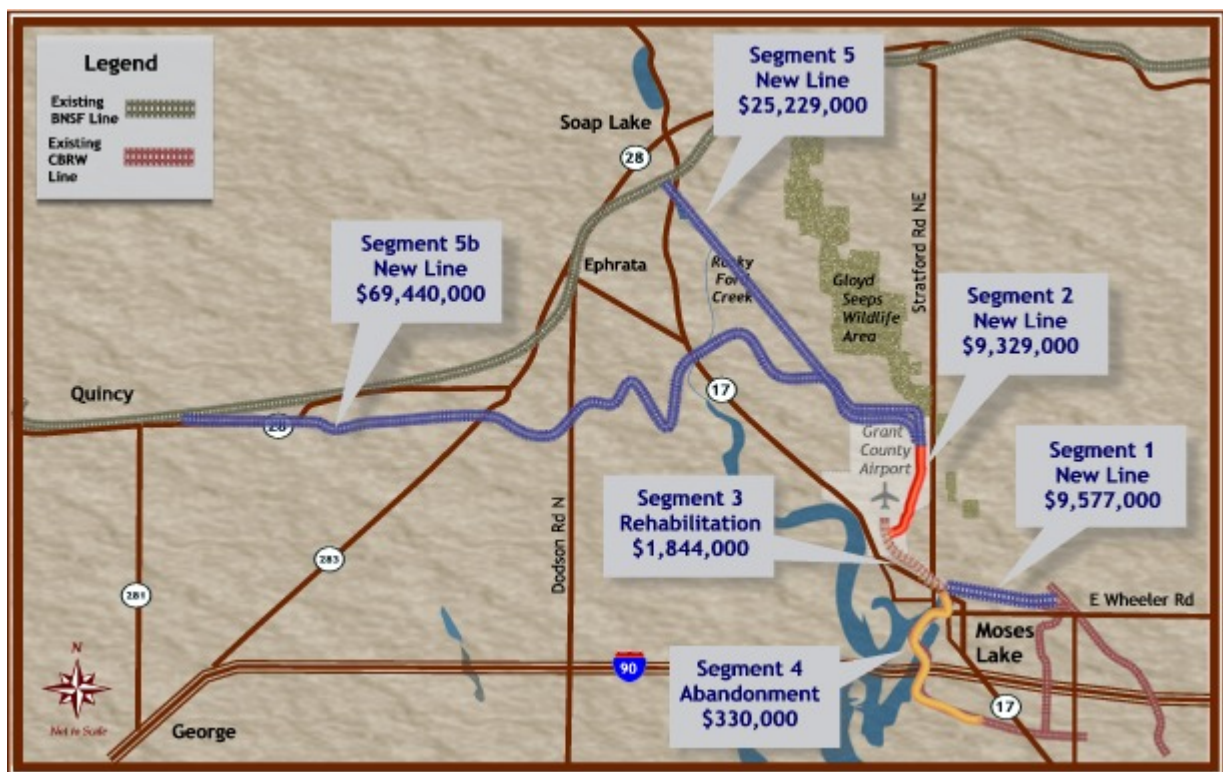 Legend
Existing
BNSF Line
Existing
CBRW
Line
Segment 5
New Line
$25,229,000
Soap Lake
28
Segment 5b
New Line
$69,440,000
Ephrata
Rocky
Ford
Creek
Gloyd
Seeps
Wildlife
Area
Stratford Rd NE
Segment 2
New Line
$9,329,000
Quincy
28
17
Grant
County
Airport
Segment 1
New Line
$9,577,000
Segment 3
Rehabilitation
$1,844,000
Dodson Rd N
283
281
E Wheeler Rd
Moses
Lake
N
Not to Scale
90
Segment 4
Abandonment
$330,000
17
George